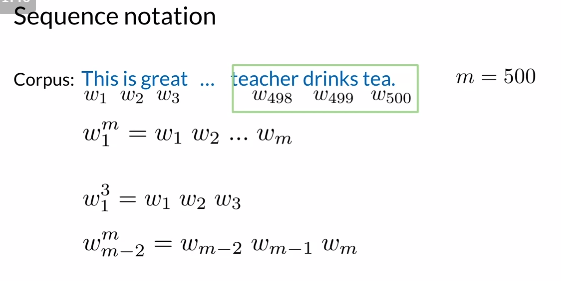 Sequence notation
Corpus: This is great ... teacher drinks tea. m = 500
w_1 w_2 w_3 w_{498} w_{499} w_{500}
w_1^m = w_1 w_2 ... w_m
w_1^3 = w_1 w_2 w_3
w_{m-2}^m = w_{m-2} w_{m-1} w_m